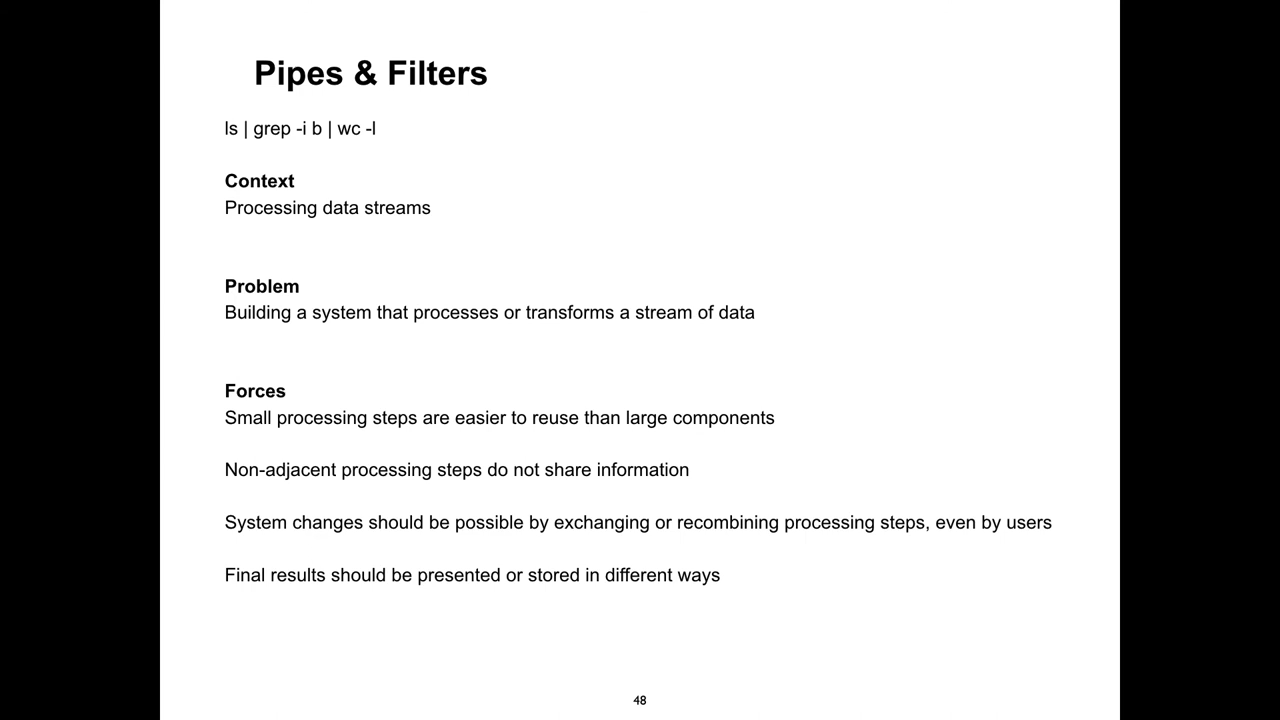 Pipes & Filters
ls | grep -i b | wc -l
Context
Processing data streams
Problem
Building a system that processes or transforms a stream of data
Forces
Small processing steps are easier to reuse than large components
Non-adjacent processing steps do not share information
System changes should be possible by exchanging or recombining processing steps, even by users
Final results should be presented or stored in different ways
48